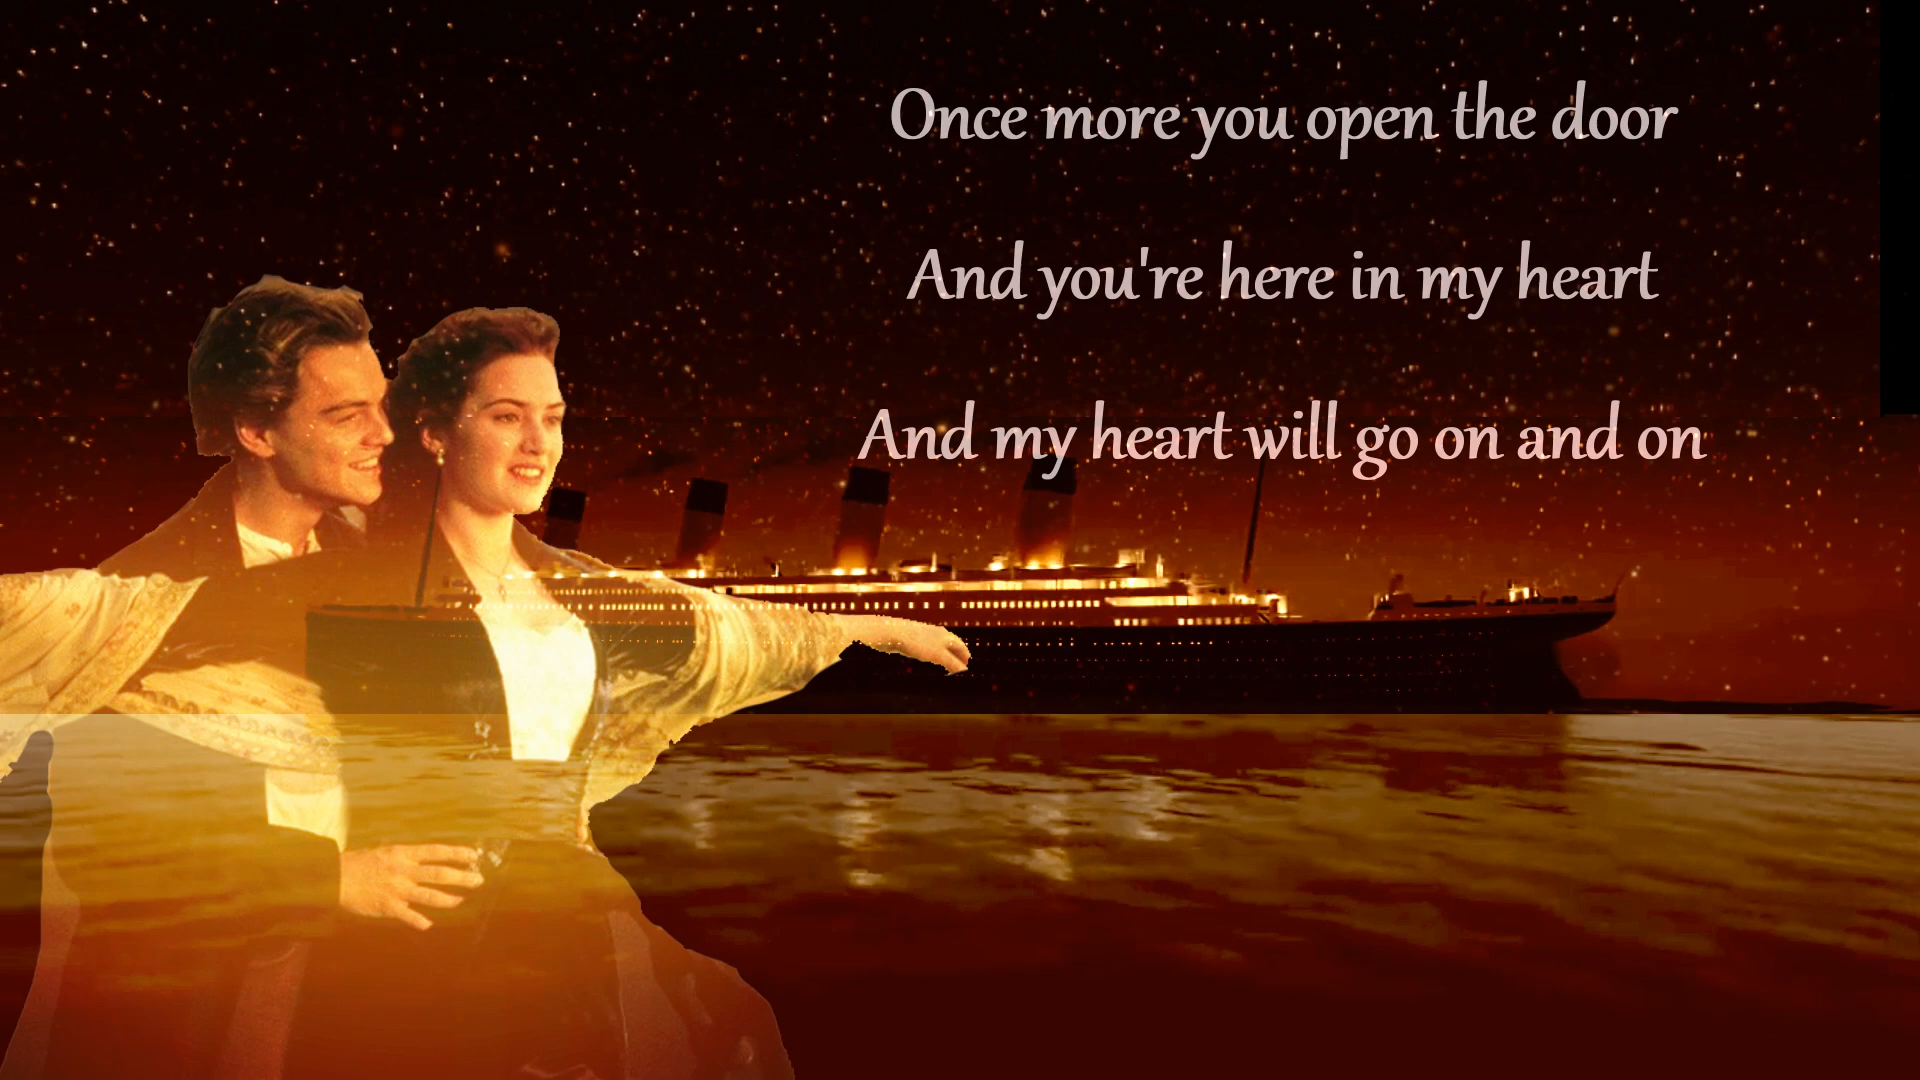 Once more you open the door
And you're here in my heart
And my heart will go on and on